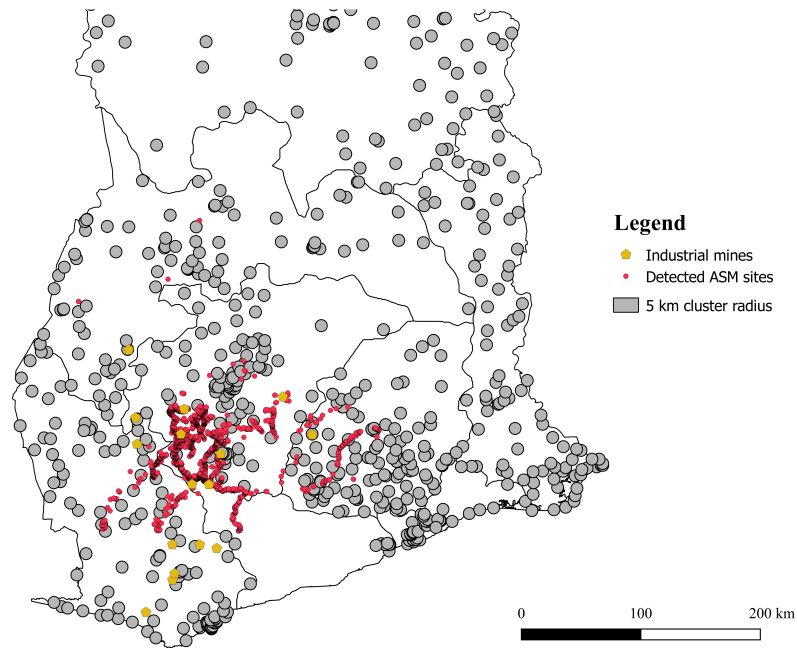 Legend
Industrial mines
Detected ASM sites
5 km cluster radius
0 100 200 km